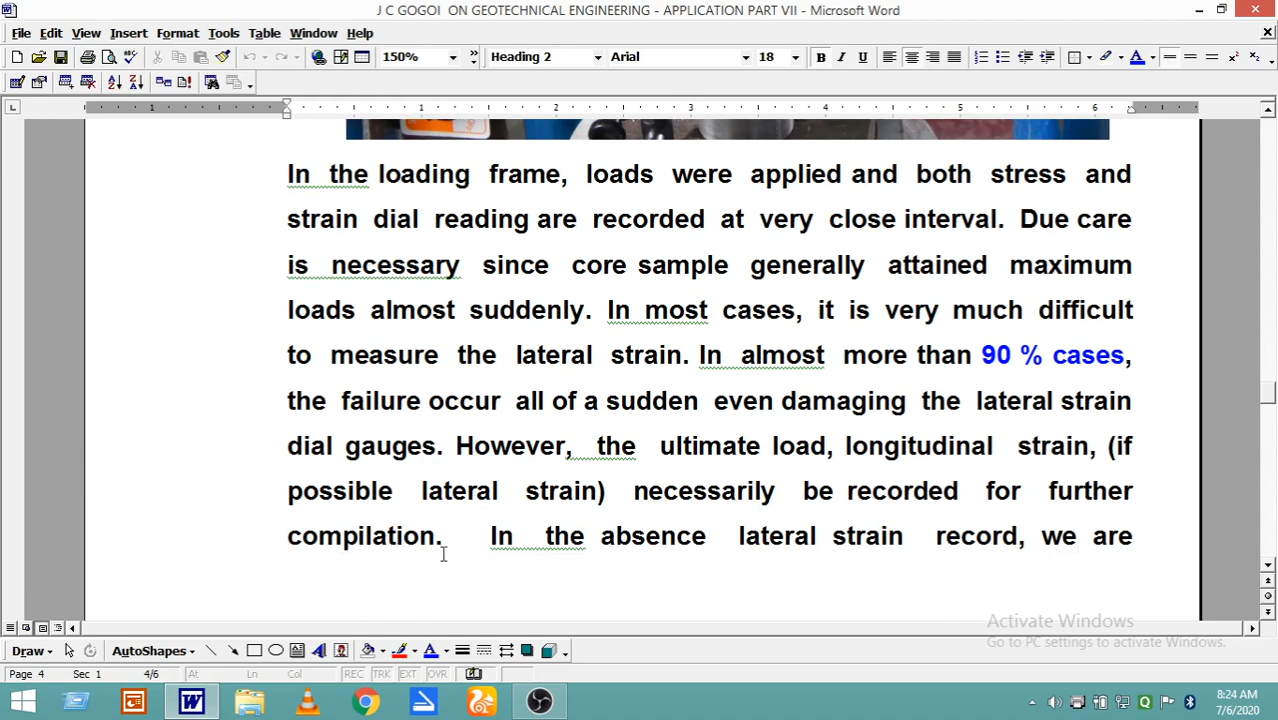 J C GOGOI ON GEOTECHNICAL ENGINEERING - APPLICATION PART VII - Microsoft Word
File Edit View Insert Format Tools Table Window Help
150% Heading 2 Arial 18 B I U
1 1 2 3 4 5 6
In the loading frame, loads were applied and both stress and
strain dial reading are recorded at very close interval. Due care
is necessary since core sample generally attained maximum
loads almost suddenly. In most cases, it is very much difficult
to measure the lateral strain. In almost more than 90 % cases,
the failure occur all of a sudden even damaging the lateral strain
dial gauges. However, the ultimate load, longitudinal strain, (if
possible lateral strain) necessarily be recorded for further
compilation. In the absence lateral strain record, we are
Activate Windows
Go to PC settings to activate Windows.
Draw AutoShapes
Page 4 Sec 1 4/6 At Ln Col REC TRK EXT OVR
8:24 AM
7/6/2020